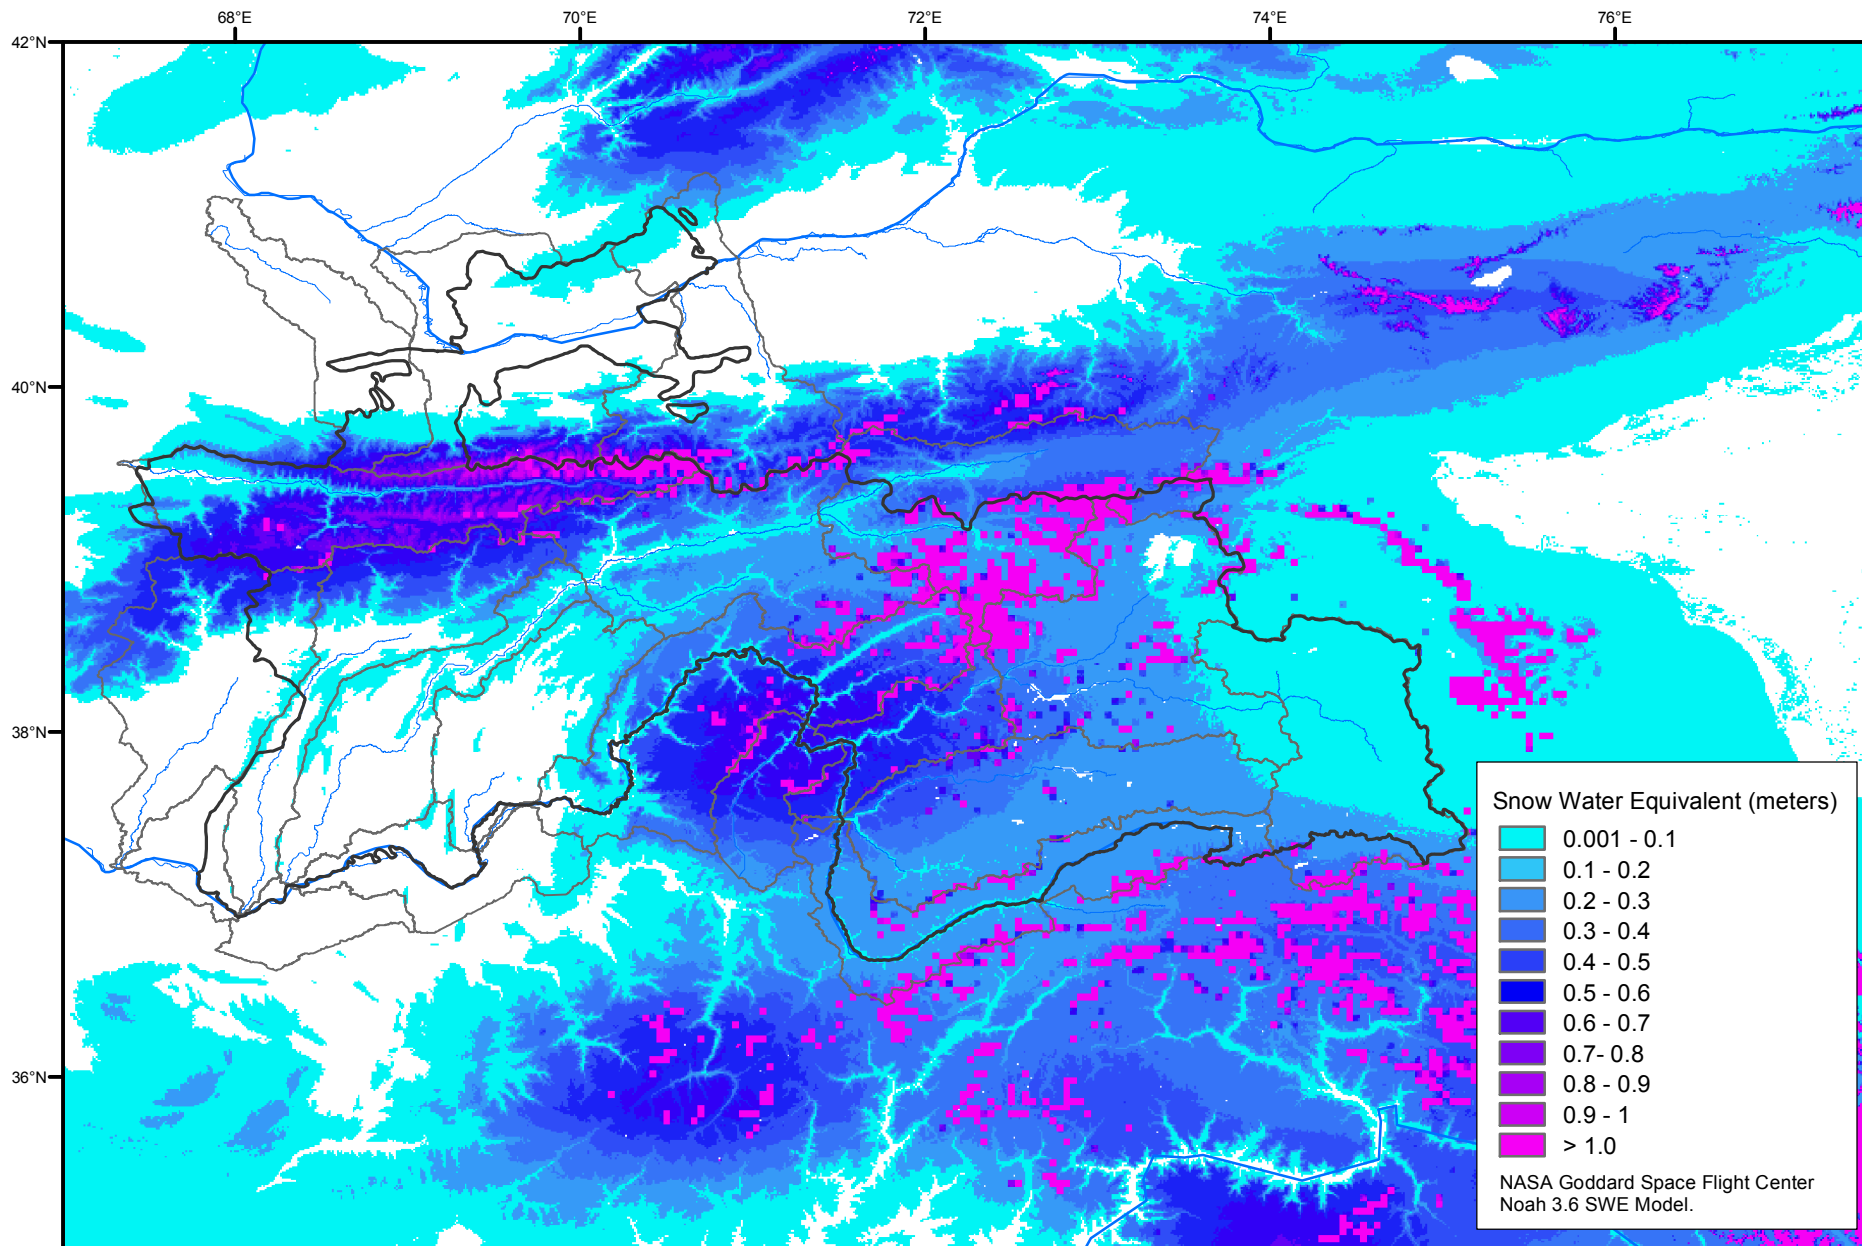 68°E
70°E
72°E
74°E
76°E
42°N
40°N
38°N
36°N
Snow Water Equivalent (meters)
0.001 - 0.1
0.1 - 0.2
0.2 - 0.3
0.3 - 0.4
0.4 - 0.5
0.5 - 0.6
0.6 - 0.7
0.7- 0.8
0.8 - 0.9
0.9 - 1
> 1.0
NASA Goddard Space Flight Center
Noah 3.6 SWE Model.